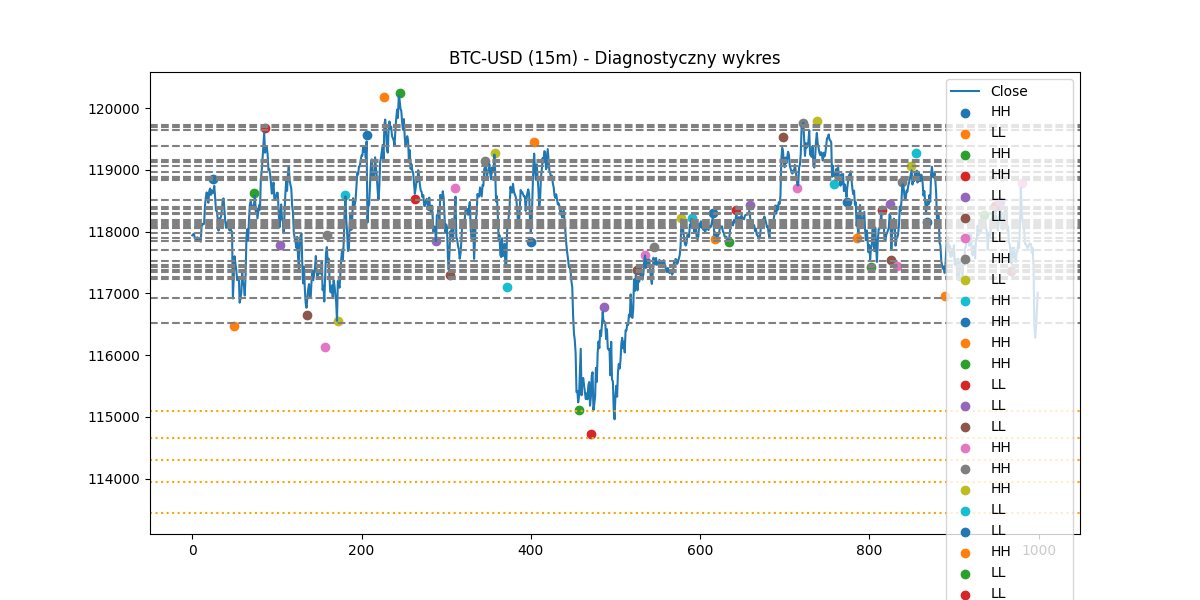 BTC-USD (15m) - Diagnostyczny wykres
120000
119000
118000
117000
116000
115000
114000
0
200
400
600
800
1000
Close
HH
LL
HH
HH
LL
LL
LL
HH
LL
HH
HH
HH
HH
LL
LL
LL
HH
HH
HH
LL
LL
HH
LL
LL